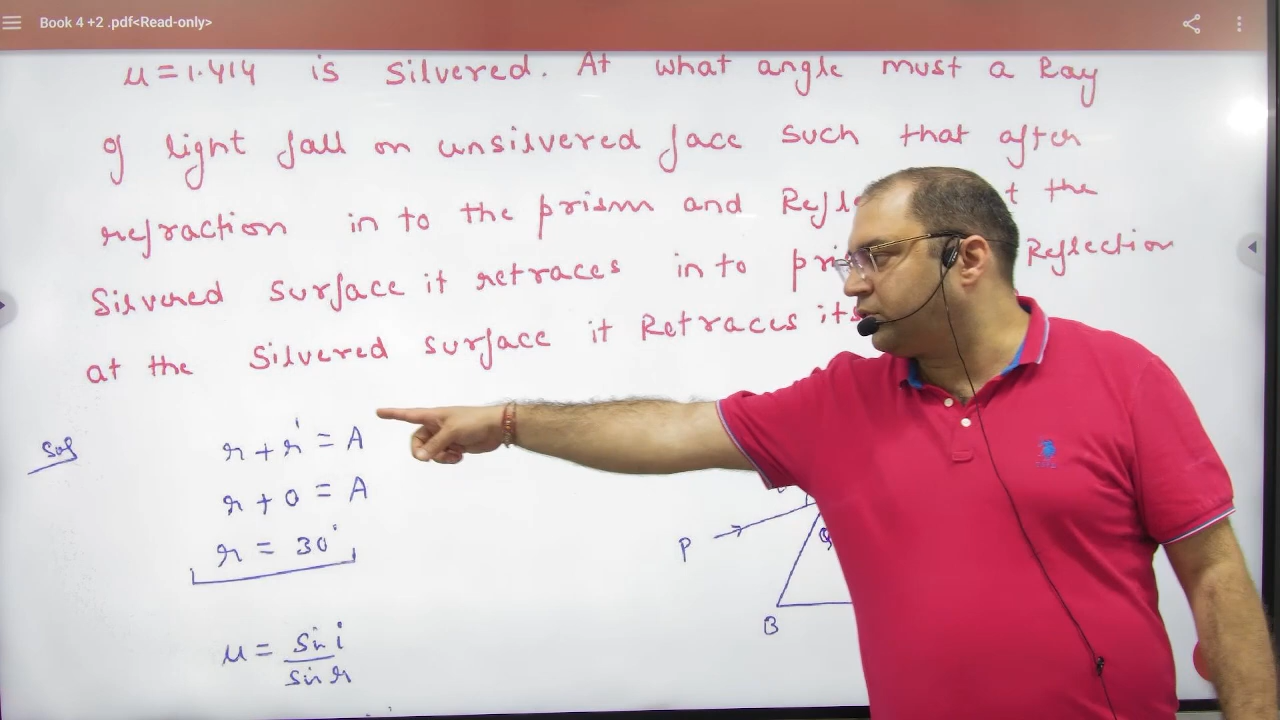 Book 4 +2 .pdf<Read-only>
μ = 1.414 is silvered. At what angle must a Ray
of light fall on unsilvered face such that after
refraction in to the prism and the
Silvered surface it retraces in to Reflection
at the Silvered surface it Retraces
Sol
r + r' = A
r + 0 = A
r = 30°
μ = sin i / sin r
P
B